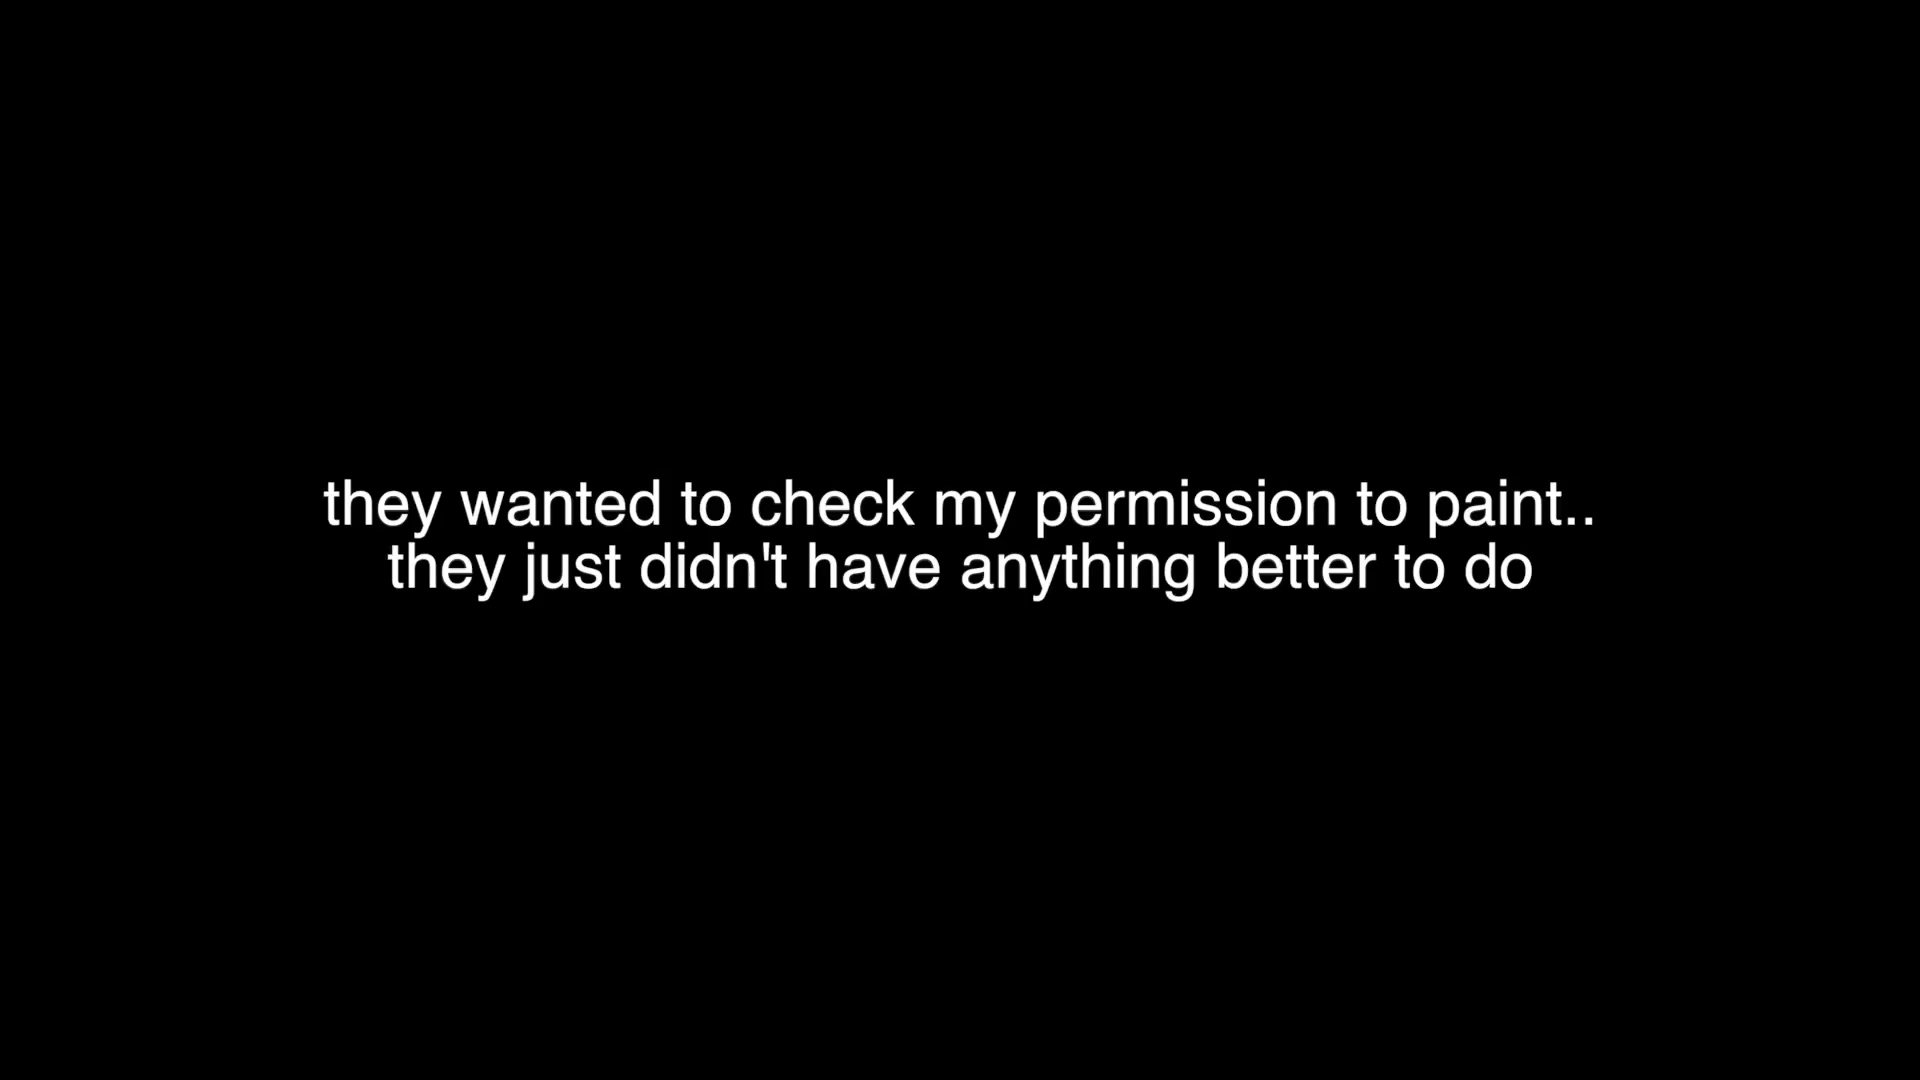 they wanted to check my permission to paint..
they just didn't have anything better to do